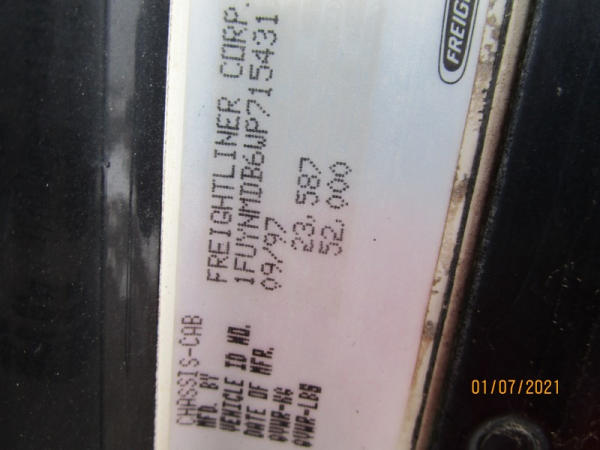 CHASSIS-CAB
MFD. BY FREIGHTLINER CORP.
VEHICLE ID NO. 1FUYNMDB6WP715431
DATE OF MFR. 09/97
GVWR-KG 23,587
GVWR-LBS 52,000
FREIG
01/07/2021